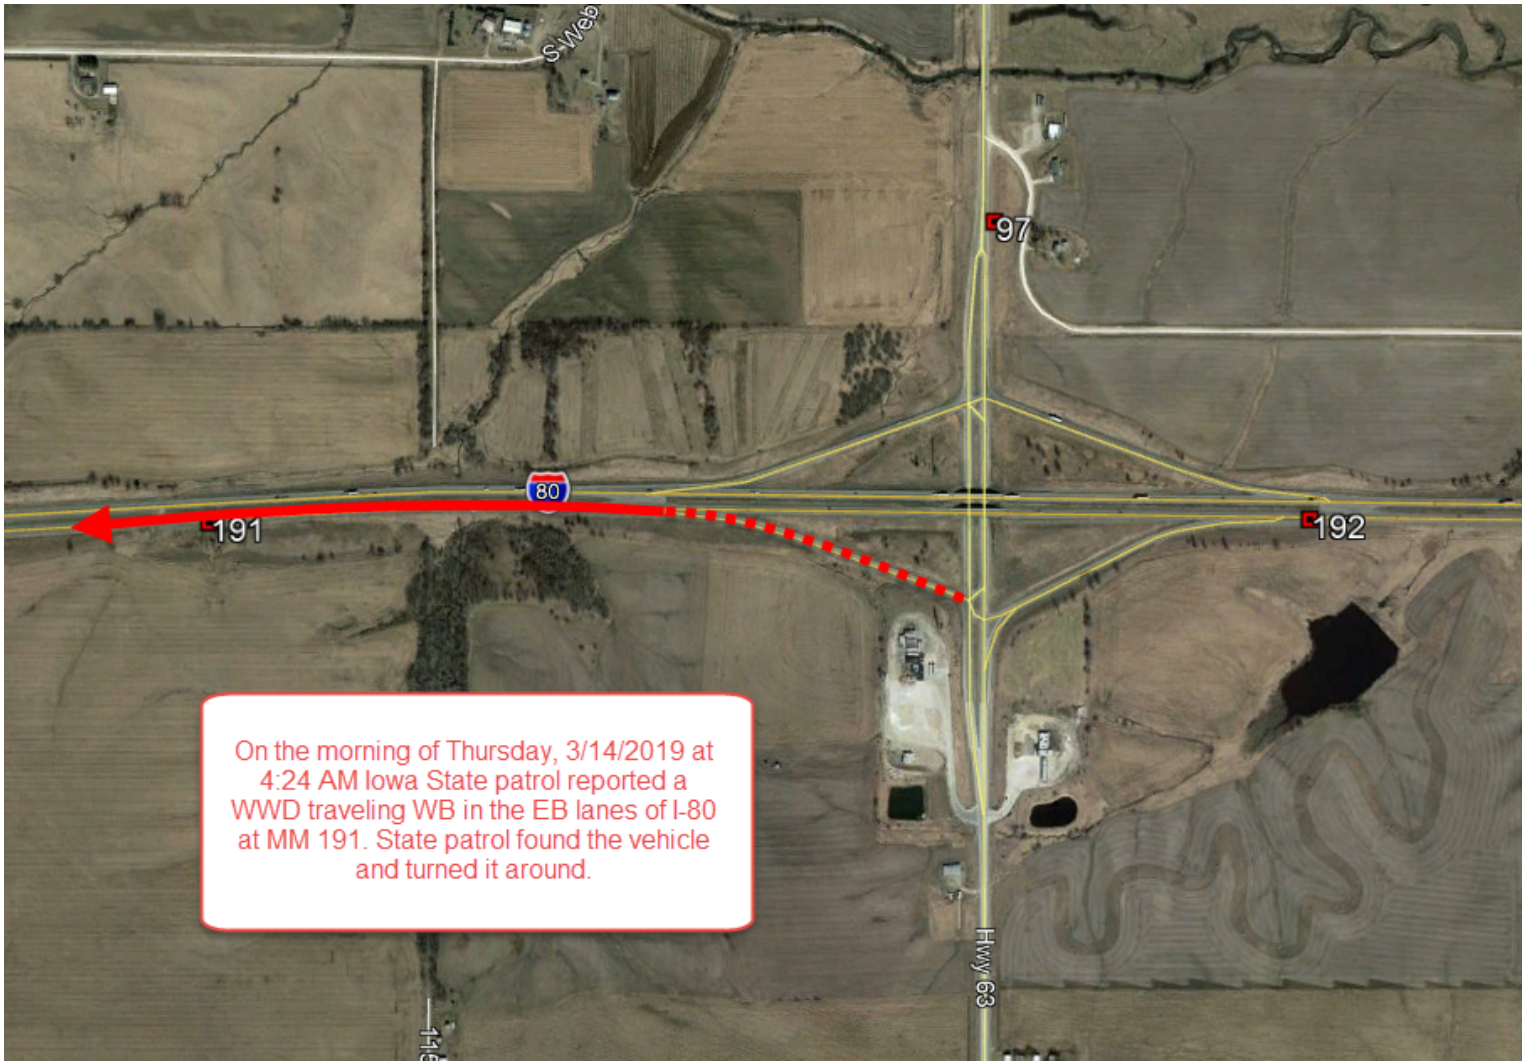 S Web
97
80
191
192
On the morning of Thursday, 3/14/2019 at
4:24 AM Iowa State patrol reported a
WWD traveling WB in the EB lanes of I-80
at MM 191. State patrol found the vehicle
and turned it around.
Hwy 63